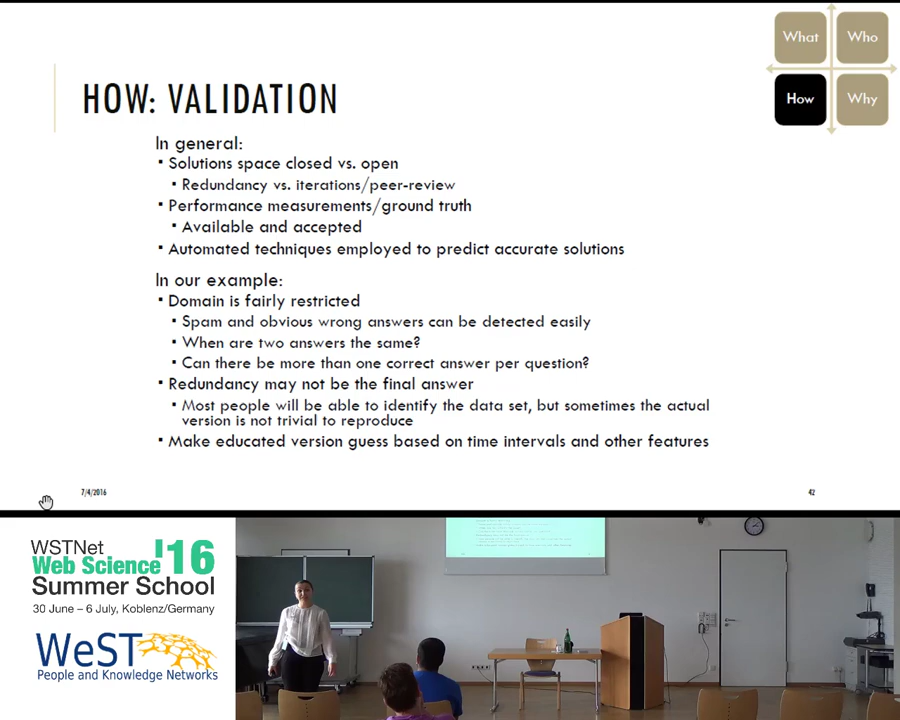 What
Who
How
Why
HOW: VALIDATION
In general:
▪ Solutions space closed vs. open
▪ Redundancy vs. iterations/peer-review
▪ Performance measurements/ground truth
▪ Available and accepted
▪ Automated techniques employed to predict accurate solutions
In our example:
▪ Domain is fairly restricted
▪ Spam and obvious wrong answers can be detected easily
▪ When are two answers the same?
▪ Can there be more than one correct answer per question?
▪ Redundancy may not be the final answer
▪ Most people will be able to identify the data set, but sometimes the actual
version is not trivial to reproduce
▪ Make educated version guess based on time intervals and other features
7/4/2016
42
WSTNet
Web Science '16
Summer School
30 June – 6 July, Koblenz/Germany
WeST
People and Knowledge Networks